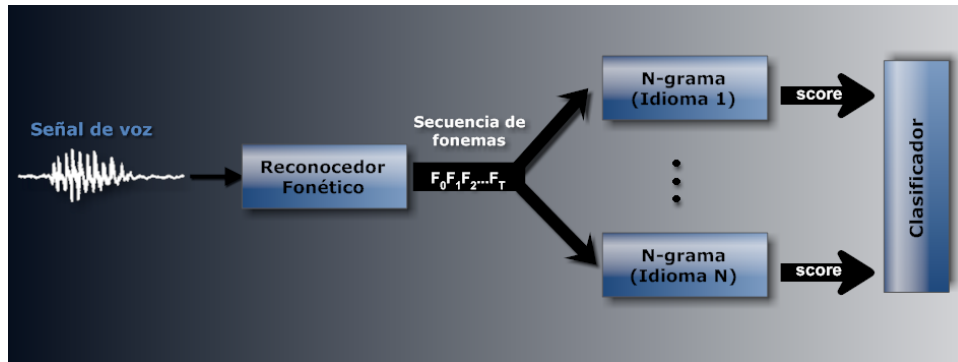 Señal de voz
Reconocedor
Fonético
Secuencia de
fonemas
F0F1F2...FT
N-grama
(Idioma 1)
score
N-grama
(Idioma N)
score
Clasificador